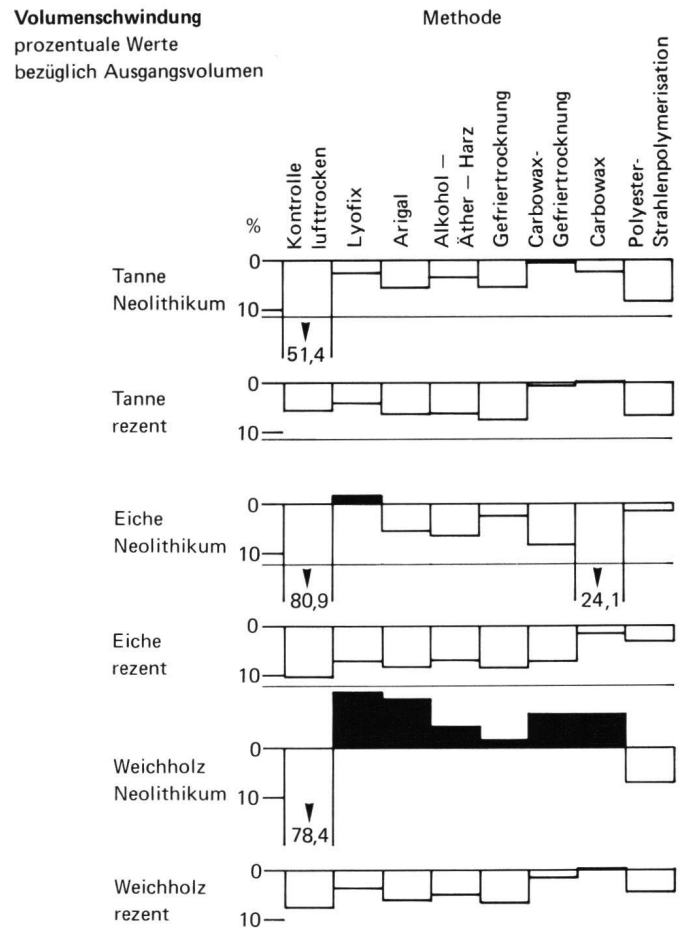 Volumenschwindung
prozentuale Werte
bezüglich Ausgangsvolumen
Methode
%
Kontrolle
lufttrocken
Lyofix
Arigal
Alkohol —
Äther — Harz
Gefriertrocknung
Carbowax-
Gefriertrocknung
Carbowax
Polyester-
Strahlenpolymerisation
Tanne
Neolithikum
0
10
51,4
Tanne
rezent
0
10
Eiche
Neolithikum
0
10
80,9
24,1
Eiche
rezent
0
10
Weichholz
Neolithikum
0
10
78,4
Weichholz
rezent
0
10